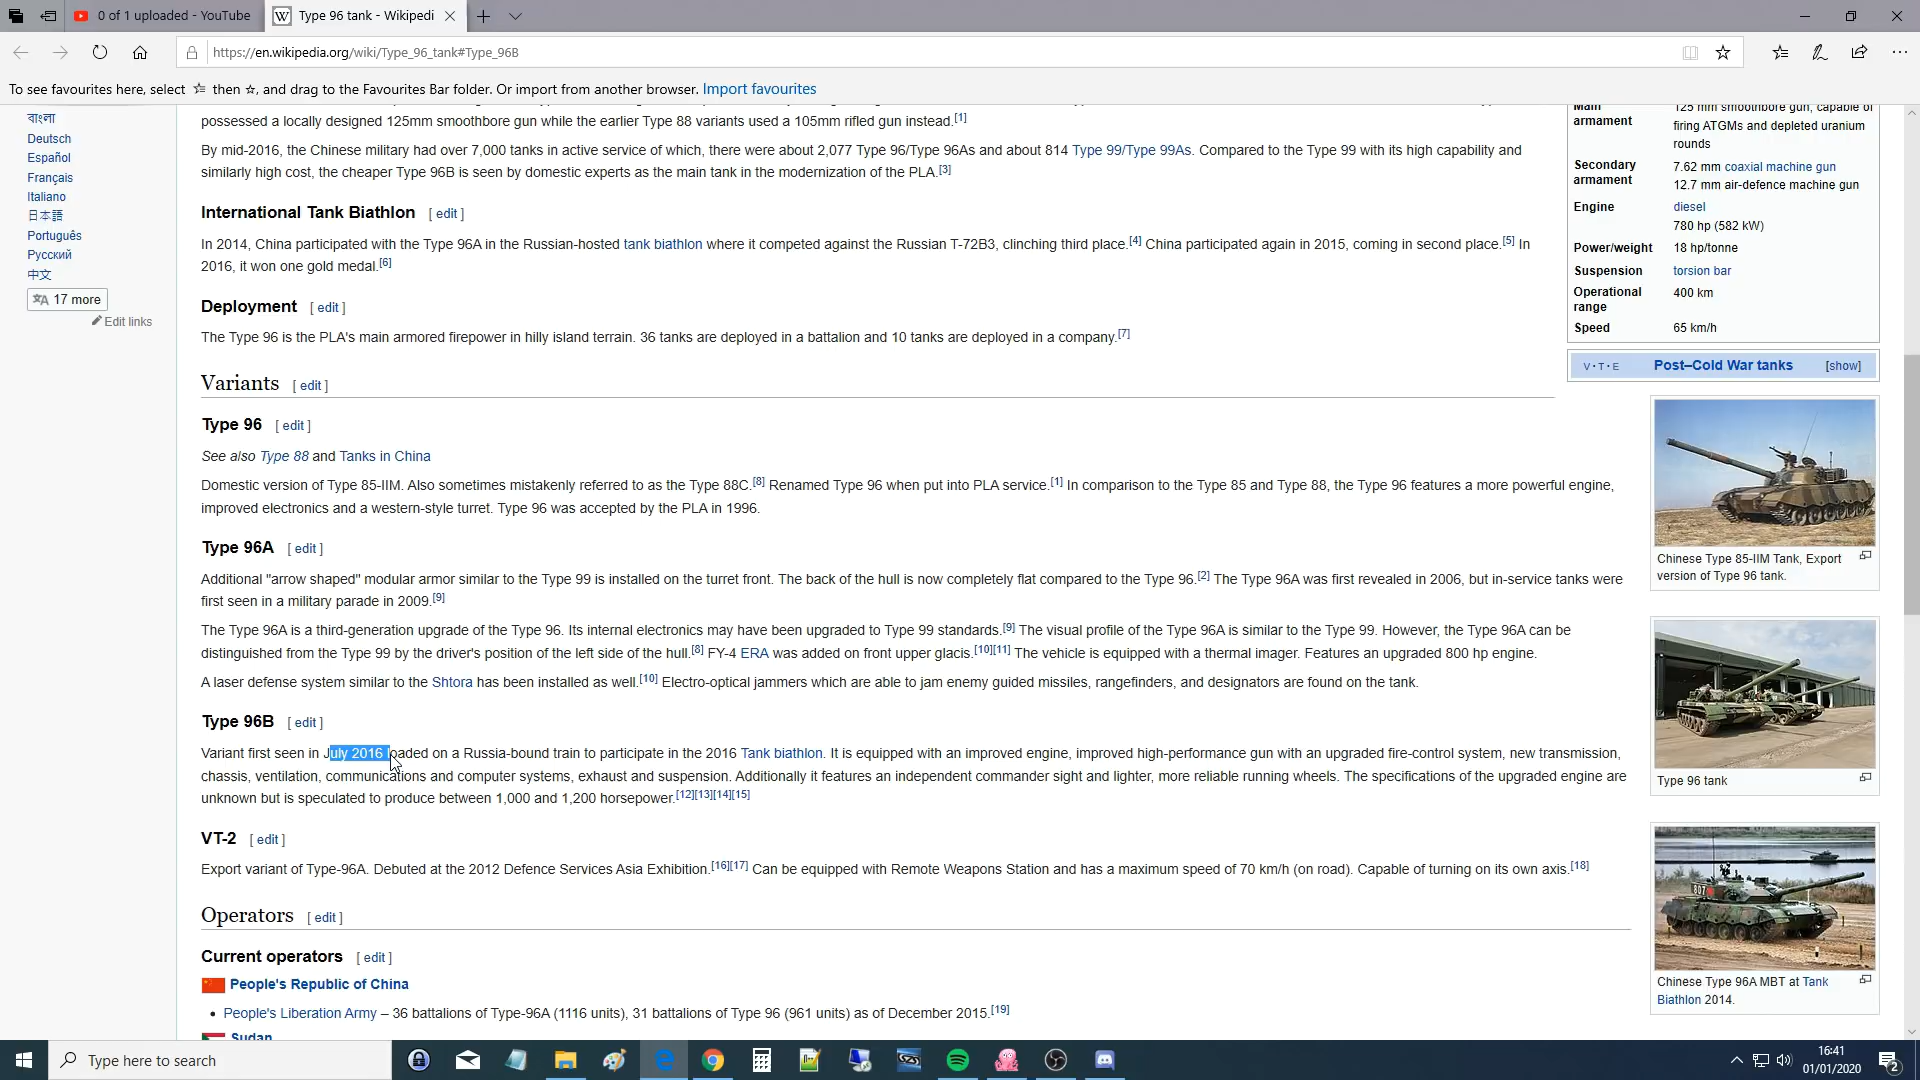 0 of 1 uploaded - YouTube
Type 96 tank - Wikipedi
https://en.wikipedia.org/wiki/Type_96_tank#Type_96B
To see favourites here, select then , and drag to the Favourites Bar folder. Or import from another browser. Import favourites
বাংলা
Deutsch
Español
Français
Italiano
日本語
Português
Русский
中文
17 more
Edit links
possessed a locally designed 125mm smoothbore gun while the earlier Type 88 variants used a 105mm rifled gun instead.[1]
By mid-2016, the Chinese military had over 7,000 tanks in active service of which, there were about 2,077 Type 96/Type 96As and about 814 Type 99/Type 99As. Compared to the Type 99 with its high capability and
similarly high cost, the cheaper Type 96B is seen by domestic experts as the main tank in the modernization of the PLA.[3]
International Tank Biathlon [ edit ]
In 2014, China participated with the Type 96A in the Russian-hosted tank biathlon where it competed against the Russian T-72B3, clinching third place.[4] China participated again in 2015, coming in second place.[5] In
2016, it won one gold medal.[6]
Deployment [ edit ]
The Type 96 is the PLA's main armored firepower in hilly island terrain. 36 tanks are deployed in a battalion and 10 tanks are deployed in a company.[7]
Variants [ edit ]
Type 96 [ edit ]
See also Type 88 and Tanks in China
Domestic version of Type 85-IIM. Also sometimes mistakenly referred to as the Type 88C.[8] Renamed Type 96 when put into PLA service.[1] In comparison to the Type 85 and Type 88, the Type 96 features a more powerful engine,
improved electronics and a western-style turret. Type 96 was accepted by the PLA in 1996.
Type 96A [ edit ]
Additional "arrow shaped" modular armor similar to the Type 99 is installed on the turret front. The back of the hull is now completely flat compared to the Type 96.[2] The Type 96A was first revealed in 2006, but in-service tanks were
first seen in a military parade in 2009.[9]
The Type 96A is a third-generation upgrade of the Type 96. Its internal electronics may have been upgraded to Type 99 standards.[9] The visual profile of the Type 96A is similar to the Type 99. However, the Type 96A can be
distinguished from the Type 99 by the driver's position of the left side of the hull.[8] FY-4 ERA was added on front upper glacis.[10][11] The vehicle is equipped with a thermal imager. Features an upgraded 800 hp engine.
A laser defense system similar to the Shtora has been installed as well.[10] Electro-optical jammers which are able to jam enemy guided missiles, rangefinders, and designators are found on the tank.
Type 96B [ edit ]
Variant first seen in July 2016 loaded on a Russia-bound train to participate in the 2016 Tank biathlon. It is equipped with an improved engine, improved high-performance gun with an upgraded fire-control system, new transmission,
chassis, ventilation, communications and computer systems, exhaust and suspension. Additionally it features an independent commander sight and lighter, more reliable running wheels. The specifications of the upgraded engine are
unknown but is speculated to produce between 1,000 and 1,200 horsepower.[12][13][14][15]
VT-2 [ edit ]
Export variant of Type-96A. Debuted at the 2012 Defence Services Asia Exhibition.[16][17] Can be equipped with Remote Weapons Station and has a maximum speed of 70 km/h (on road). Capable of turning on its own axis.[18]
Operators [ edit ]
Current operators [ edit ]
People's Republic of China
• People's Liberation Army – 36 battalions of Type-96A (1116 units), 31 battalions of Type 96 (961 units) as of December 2015.[19]
Sudan
Main armament 125 mm smoothbore gun, capable of
firing ATGMs and depleted uranium
rounds
Secondary armament 7.62 mm coaxial machine gun
12.7 mm air-defence machine gun
Engine diesel
780 hp (582 kW)
Power/weight 18 hp/tonne
Suspension torsion bar
Operational range 400 km
Speed 65 km/h
V · T · E Post–Cold War tanks [show]
Chinese Type 85-IIM Tank, Export
version of Type 96 tank.
Type 96 tank
807
Chinese Type 96A MBT at Tank
Biathlon 2014.
Type here to search
16:41
01/01/2020
2